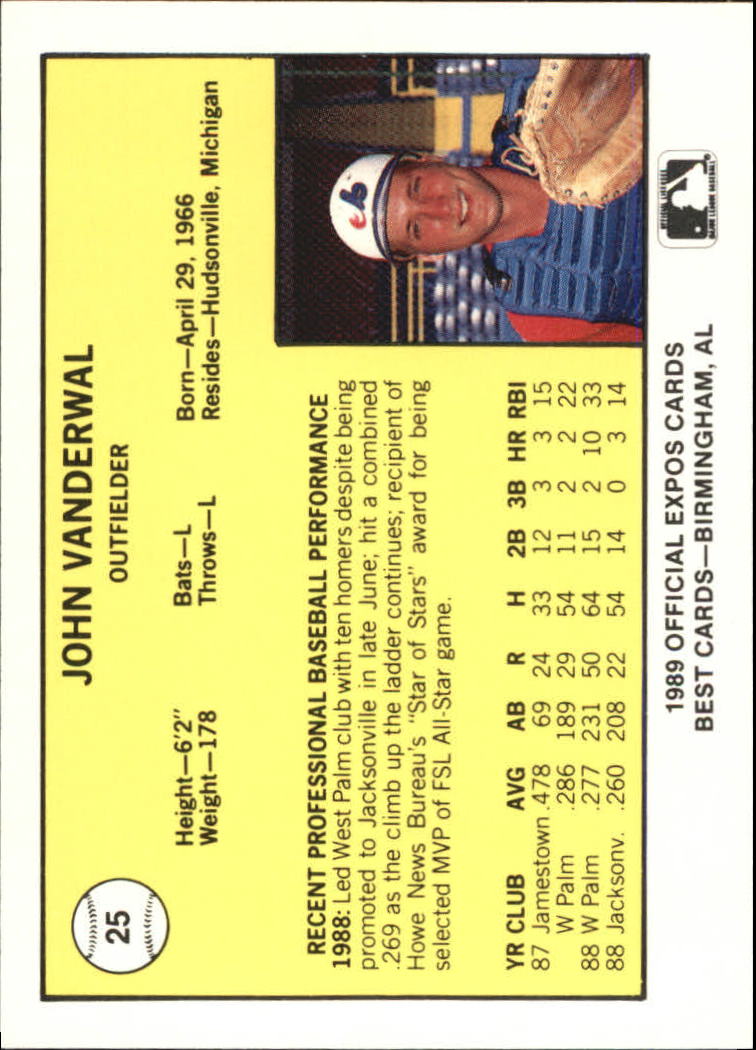 25
JOHN VANDERWAL
OUTFIELDER
Height—6'2" Bats—L Born—April 29, 1966
Weight—178 Throws—L Resides—Hudsonville, Michigan
RECENT PROFESSIONAL BASEBALL PERFORMANCE
1988: Led West Palm club with ten homers despite being
promoted to Jacksonville in late June; hit a combined
.269 as the climb up the ladder continues; recipient of
Howe News Bureau's "Star of Stars" award for being
selected MVP of FSL All-Star game.
YR CLUB AVG AB R H 2B 3B HR RBI
87 Jamestown .478 69 24 33 12 3 3 15
W Palm .286 189 29 54 11 2 2 22
88 W Palm .277 231 50 64 15 2 10 33
88 Jacksonv. .260 208 22 54 14 0 3 14
eb
1989 OFFICIAL EXPOS CARDS
BEST CARDS—BIRMINGHAM, AL
OFFICIAL LICENSEE
MAJOR LEAGUE BASEBALL